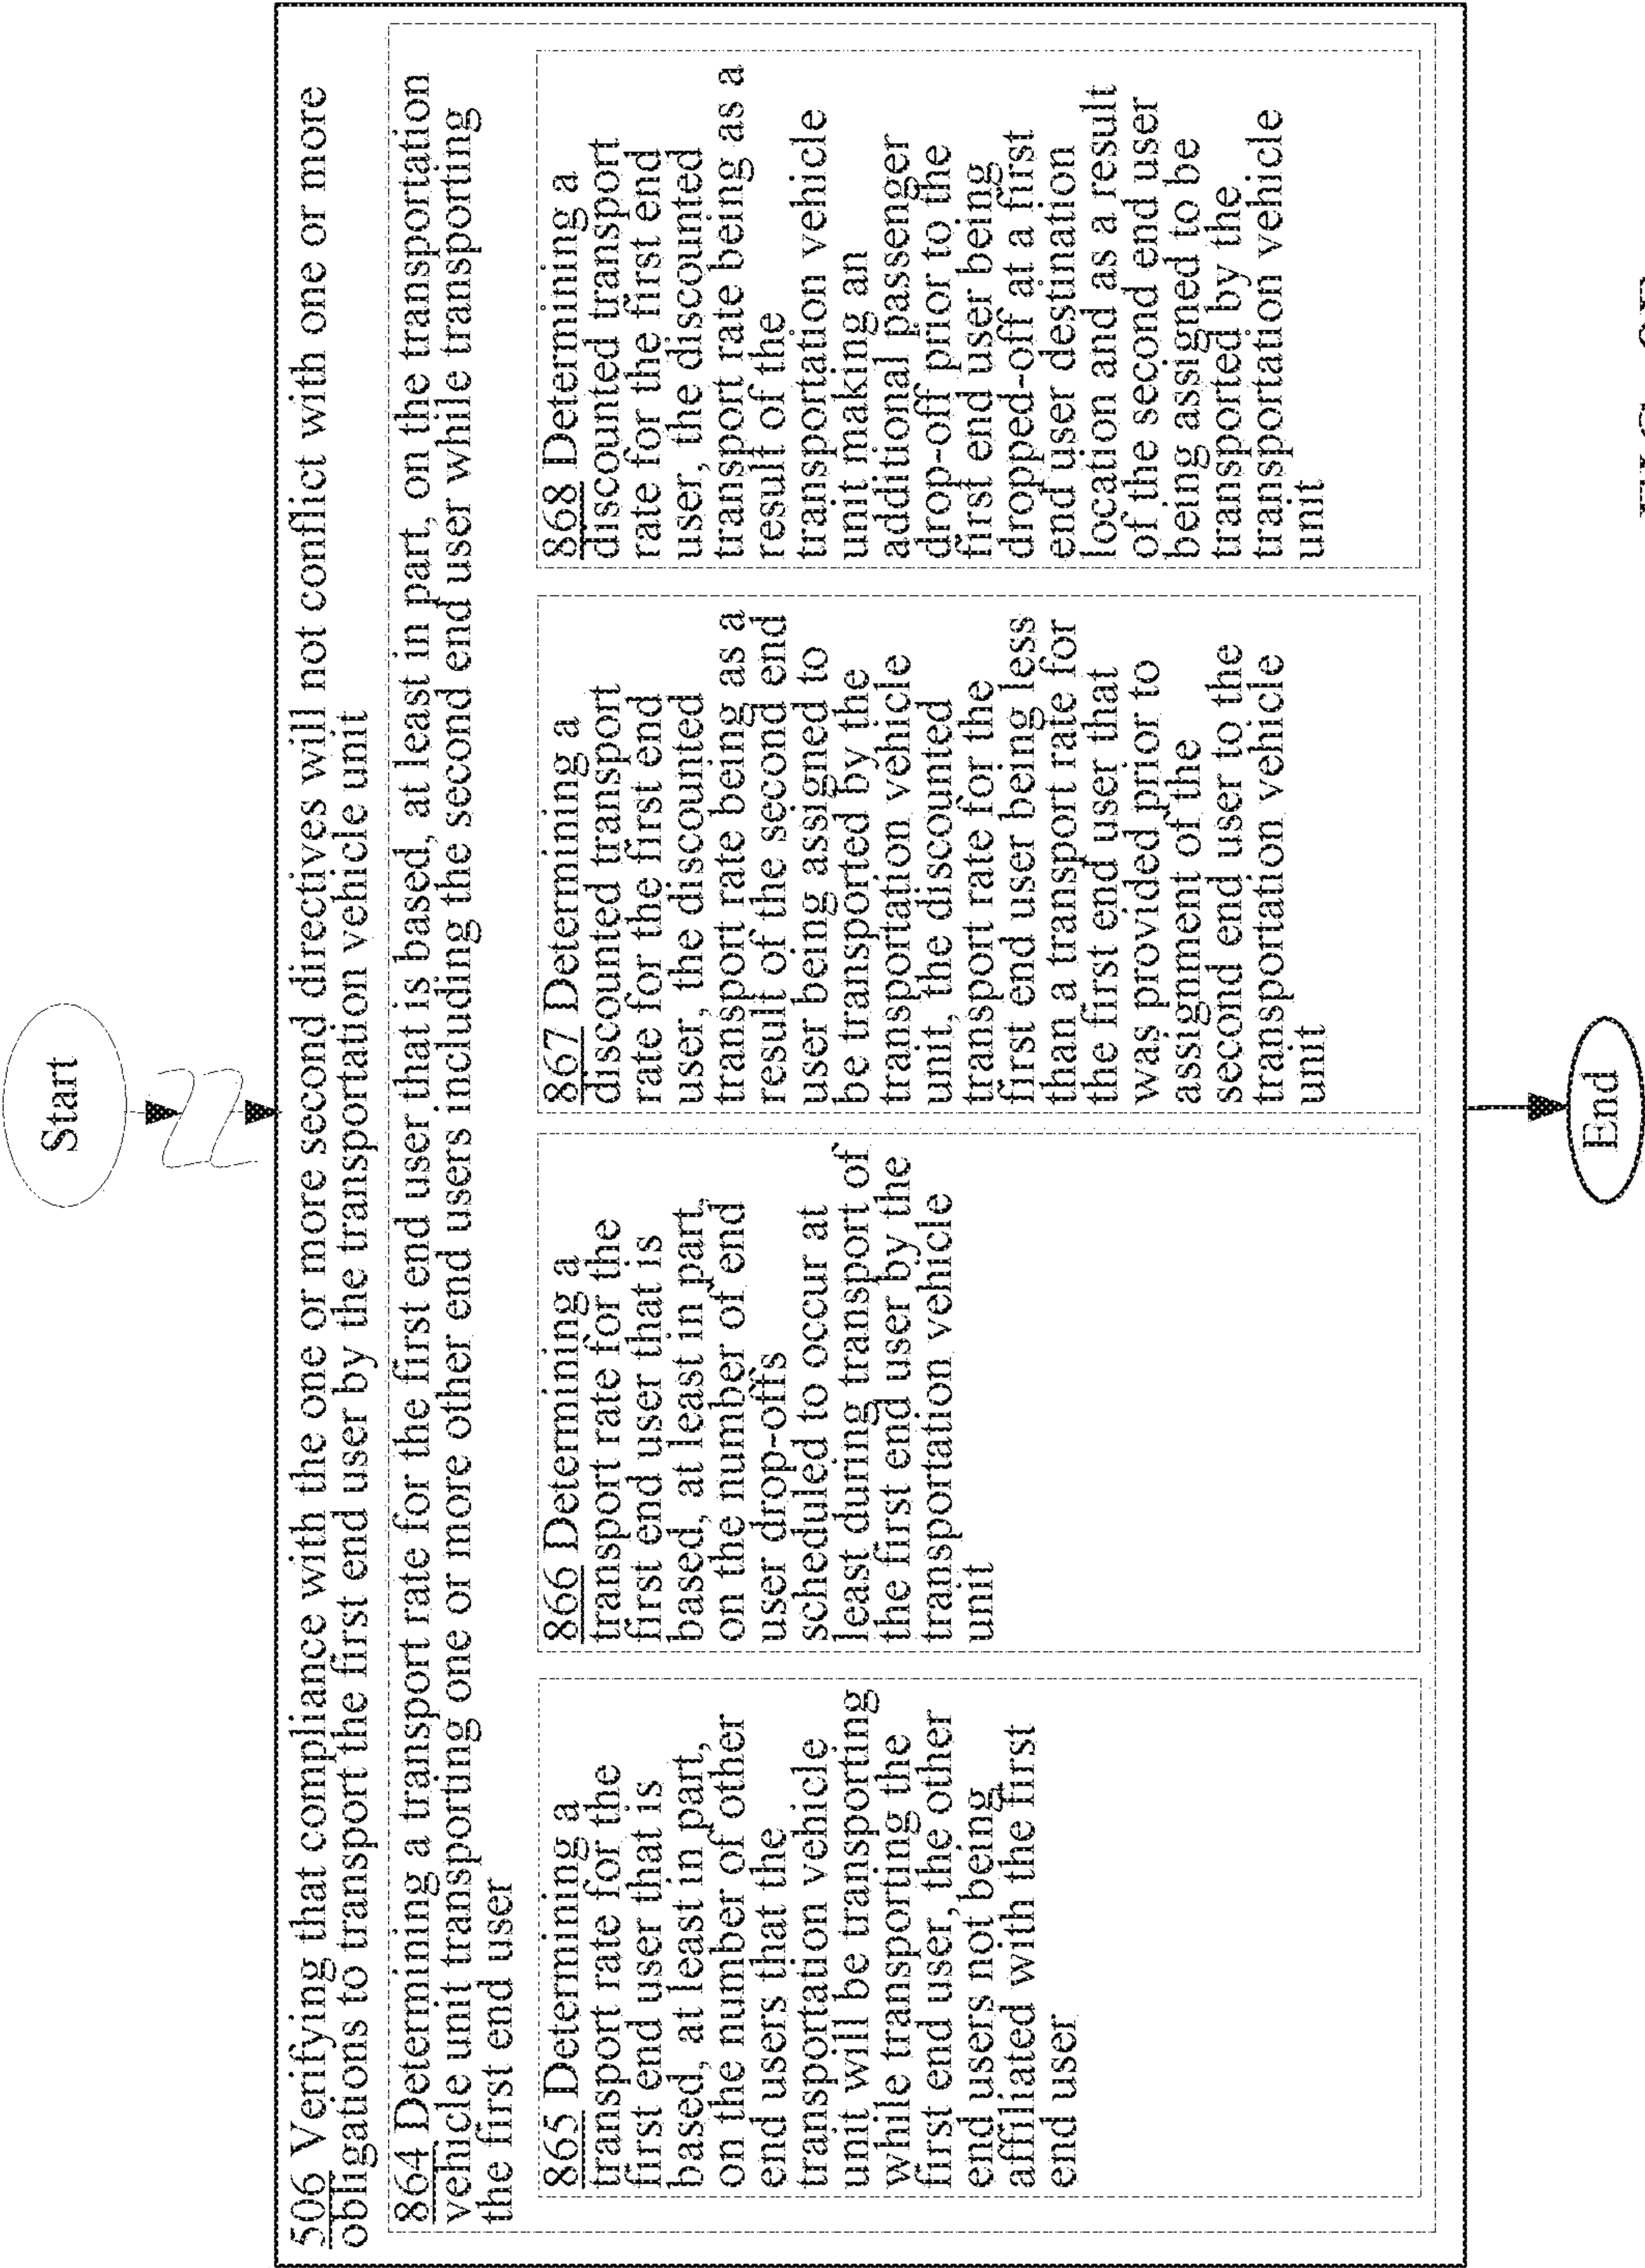 Start
506 Verifying that compliance with the one or more second directives will not conflict with one or more
obligations to transport the first end user by the transportation vehicle unit
864 Determining a transport rate for the first end user that is based, at least in part, on the transportation
vehicle unit transporting one or more other end users including the second end user while transporting
the first end user
865 Determining a
transport rate for the
first end user that is
based, at least in part,
on the number of other
end users that the
transportation vehicle
unit will be transporting
while transporting the
first end user, the other
end users not being
affiliated with the first
end user
866 Determining a
transport rate for the
first end user that is
based, at least in part,
on the number of end
user drop-offs
scheduled to occur at
least during transport of
the first end user by the
transportation vehicle
unit
867 Determining a
discounted transport
rate for the first end
user, the discounted
transport rate being as a
result of the second end
user being assigned to
be transported by the
transportation vehicle
unit, the discounted
transport rate for the
first end user being less
than a transport rate for
the first end user that
was provided prior to
assignment of the
second end user to the
transportation vehicle
unit
868 Determining a
discounted transport
rate for the first end
user, the discounted
transport rate being as a
result of the
transportation vehicle
unit making an
additional passenger
drop-off prior to the
first end user being
dropped-off at a first
end user destination
location and as a result
of the second end user
being assigned to be
transported by the
transportation vehicle
unit
End